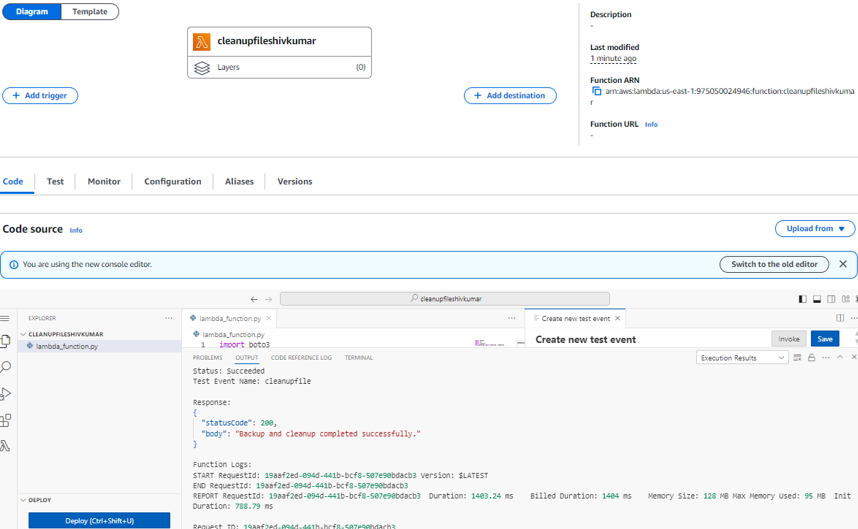 Diagram Template
cleanupfileshivkumar
Layers (0)
+ Add trigger
+ Add destination
Description
-
Last modified
1 minute ago
Function ARN
arn:aws:lambda:us-east-1:975050024946:function:cleanupfileshivkuma
r
Function URL Info
-
Code Test Monitor Configuration Aliases Versions
Code source Info
Upload from
You are using the new console editor.
Switch to the old editor
cleanupfileshivkumar
EXPLORER
CLEANUPFILESHIVKUMAR
lambda_function.py
DEPLOY
Deploy (Ctrl+Shift+U)
lambda_function.py
lambda_function.py
1 import boto3
Create new test event
Create new test event
Invoke Save
PROBLEMS OUTPUT CODE REFERENCE LOG TERMINAL
Execution Results
Status: Succeeded
Test Event Name: cleanupfile
Response:
{
"statusCode": 200,
"body": "Backup and cleanup completed successfully."
}
Function Logs:
START RequestId: 19aaf2ed-094d-441b-bcf8-507e90bdacb3 Version: $LATEST
END RequestId: 19aaf2ed-094d-441b-bcf8-507e90bdacb3
REPORT RequestId: 19aaf2ed-094d-441b-bcf8-507e90bdacb3 Duration: 1403.24 ms Billed Duration: 1404 ms Memory Size: 128 MB Max Memory Used: 95 MB Init
Duration: 788.79 ms
Request ID: 19aaf2ed-094d-441b-bcf8-507e90bdacb3